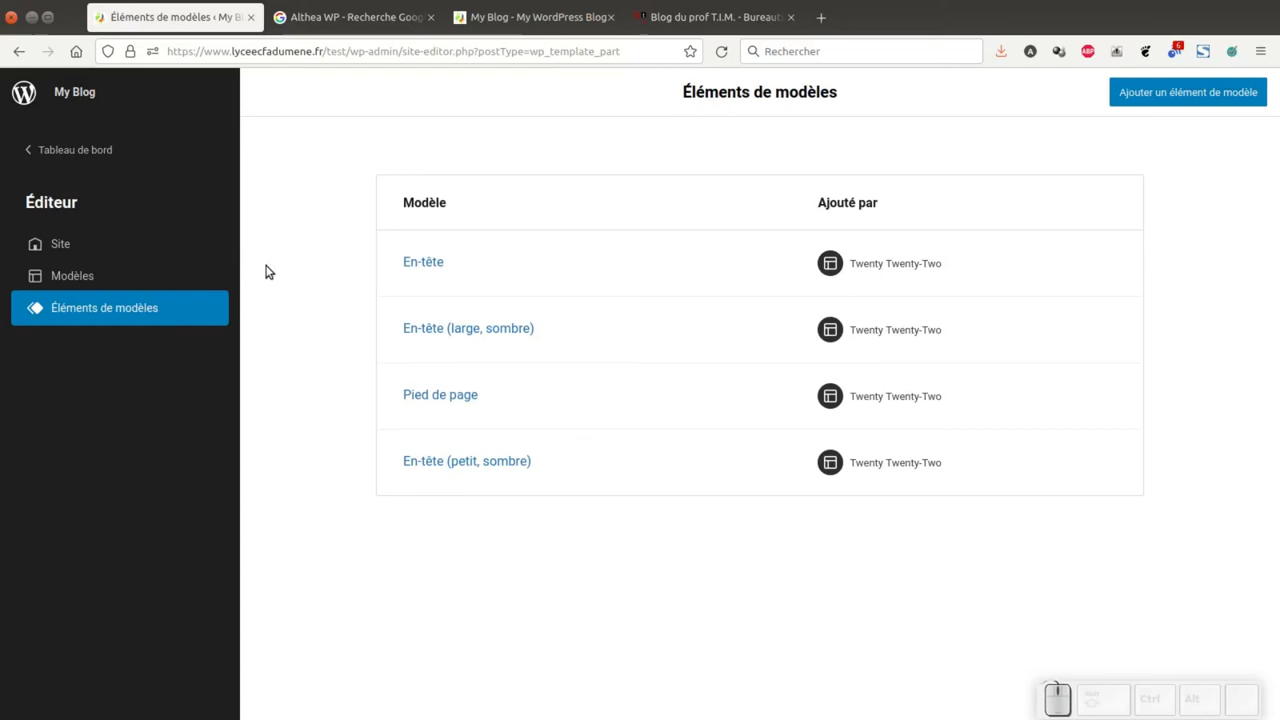 Éléments de modèles ‹ My Bl
Althea WP - Recherche Goog
My Blog - My WordPress Blog
Blog du prof T.I.M. - Bureaut
https://www.lyceecfadumene.fr/test/wp-admin/site-editor.php?postType=wp_template_part
Rechercher
ABP
6
My Blog
Éléments de modèles
Ajouter un élément de modèle
Tableau de bord
Éditeur
Site
Modèles
Éléments de modèles
Modèle
Ajouté par
En-tête
Twenty Twenty-Two
En-tête (large, sombre)
Twenty Twenty-Two
Pied de page
Twenty Twenty-Two
En-tête (petit, sombre)
Twenty Twenty-Two
Ctrl
Alt